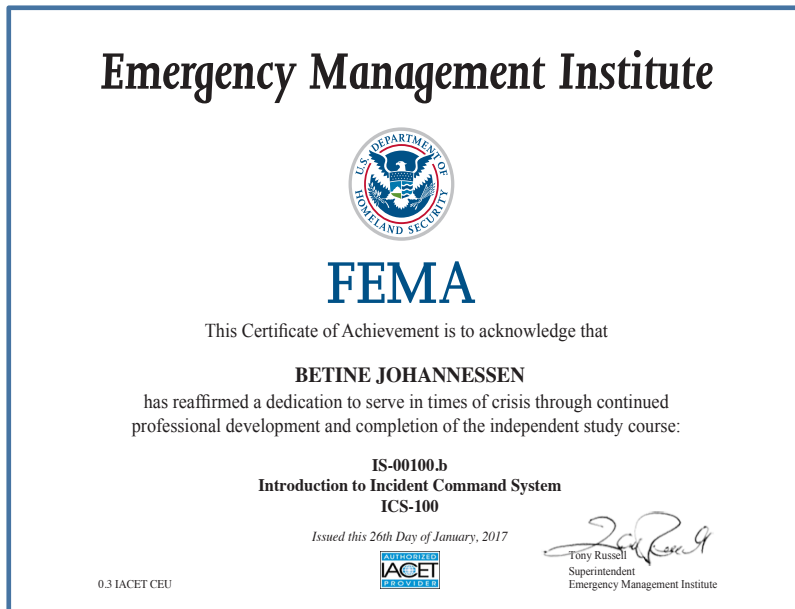 Emergency Management Institute
U.S. DEPARTMENT OF
HOMELAND SECURITY
FEMA
This Certificate of Achievement is to acknowledge that
BETINE JOHANNESSEN
has reaffirmed a dedication to serve in times of crisis through continued
professional development and completion of the independent study course:
IS-00100.b
Introduction to Incident Command System
ICS-100
Issued this 26th Day of January, 2017
AUTHORIZED
IACET
PROVIDER
Tony Russell
Superintendent
Emergency Management Institute
0.3 IACET CEU